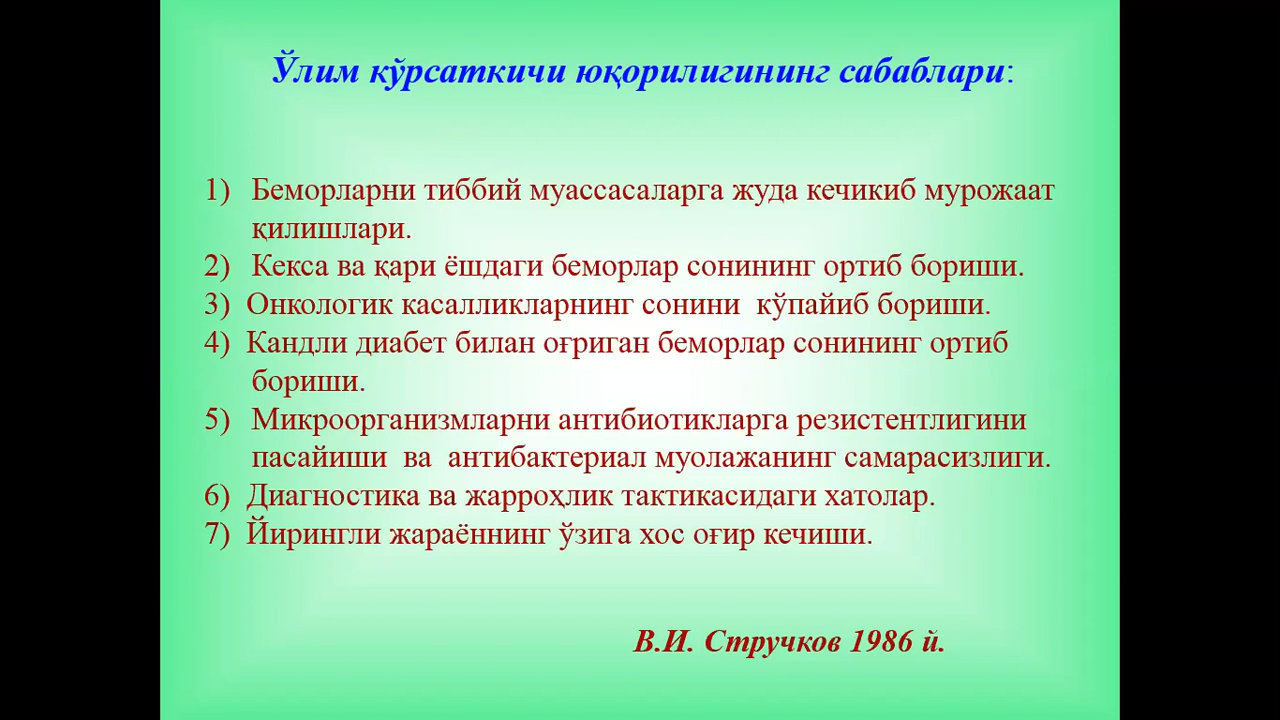 Ўлим кўрсаткичи юқорилигининг сабаблари:
1) Беморларни тиббий муассасаларга жуда кечикиб мурожаат
қилишлари.
2) Кекса ва қари ёшдаги беморлар сонининг ортиб бориши.
3) Онкологик касалликларнинг сонини кўпайиб бориши.
4) Кандли диабет билан оғриган беморлар сонининг ортиб
бориши.
5) Микроорганизмларни антибиотикларга резистентлигини
пасайиши ва антибактериал муолажанинг самарасизлиги.
6) Диагностика ва жарроҳлик тактикасидаги хатолар.
7) Йирингли жараённинг ўзига хос оғир кечиши.
В.И. Стручков 1986 й.